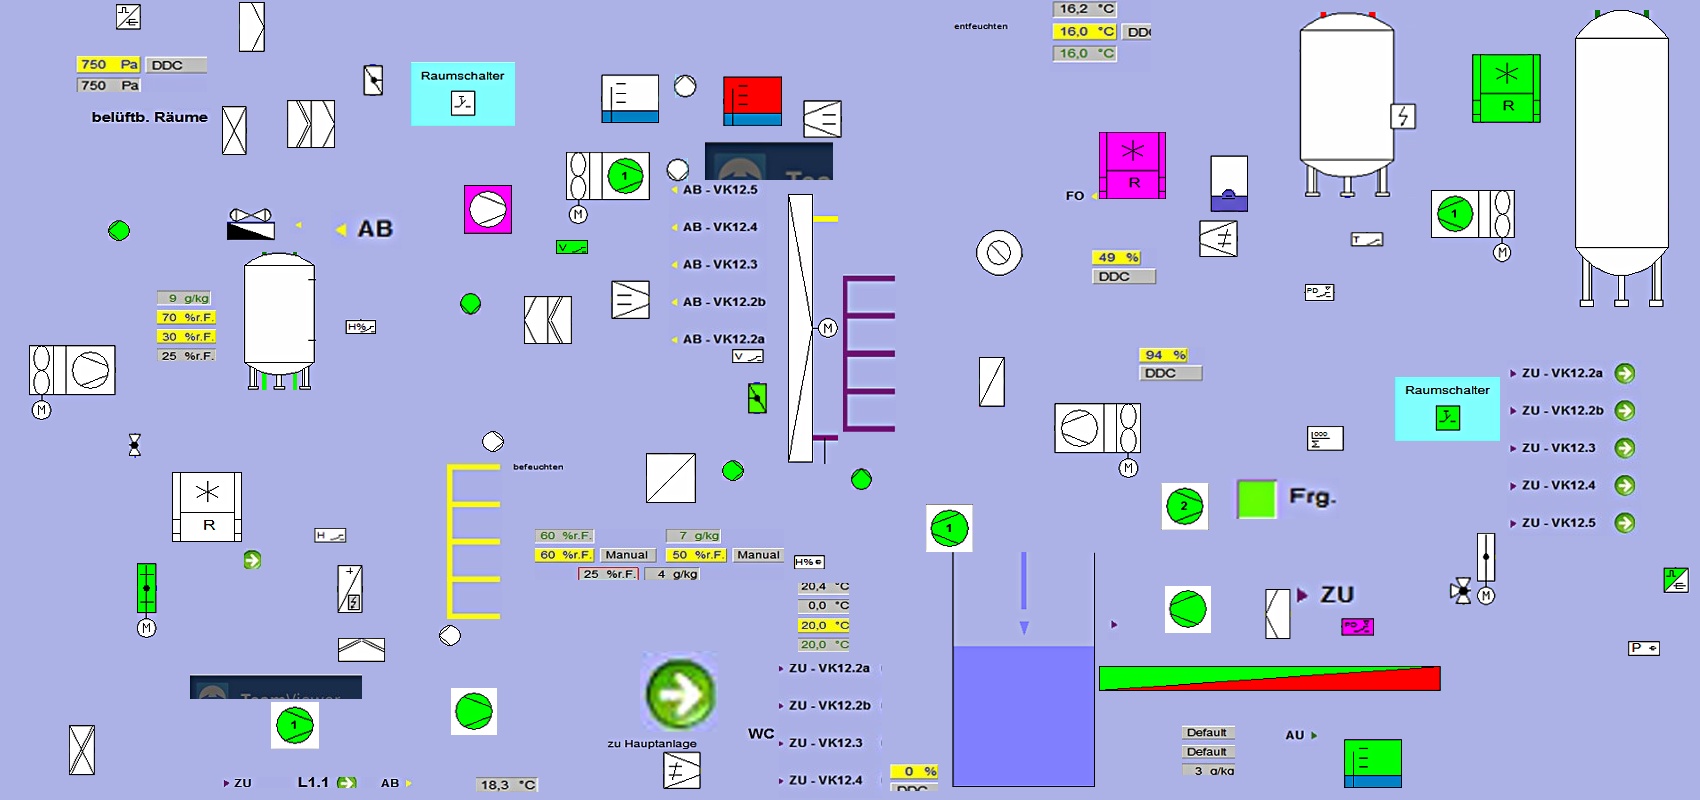 16,2 °C
entfeuchten
16,0 °C
16,0 °C
750 Pa DDC
750 Pa
Raumschalter
belüftb. Räume
R
1
M
AB - VK12.5
FO
R
AB
AB - VK12.4
V
1
M
T
AB - VK12.3
49 %
DDC
PD
9 g/kg
70 %r.F.
30 %r.F.
25 %r.F.
H%
AB - VK12.2b
AB - VK12.2a
M
V
94 %
DDC
M
ZU - VK12.2a
Raumschalter
ZU - VK12.2b
ZU - VK12.3
ZU - VK12.4
ZU - VK12.5
M
befeuchten
R
2
Frg.
1
H
60 %r.F. 7 g/kg
60 %r.F. Manual 50 %r.F. Manual
25 %r.F. 4 g/kg
H%
20,4 °C
0,0 °C
20,0 °C
20,0 °C
M
ZU
M
PD
P
ZU - VK12.2a
TeamViewer
1
ZU - VK12.2b
WC
zu Hauptanlage
ZU - VK12.3
ZU - VK12.4
Default
AU
Default
3 g/kg
0 %
DDC
ZU L1.1 AB
18,3 °C